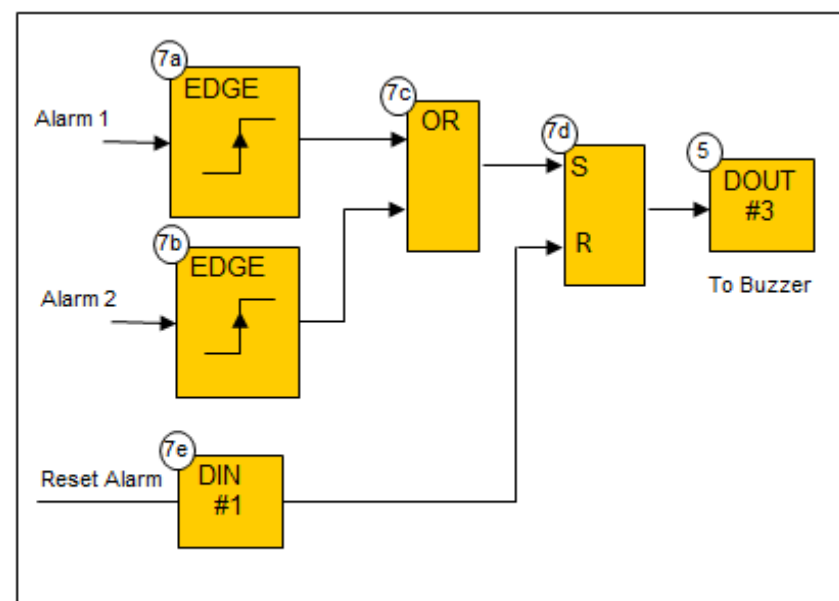 7a
EDGE
Alarm 1
7c
OR
7d
S
R
5
DOUT
#3
To Buzzer
7b
EDGE
Alarm 2
7e
DIN
#1
Reset Alarm